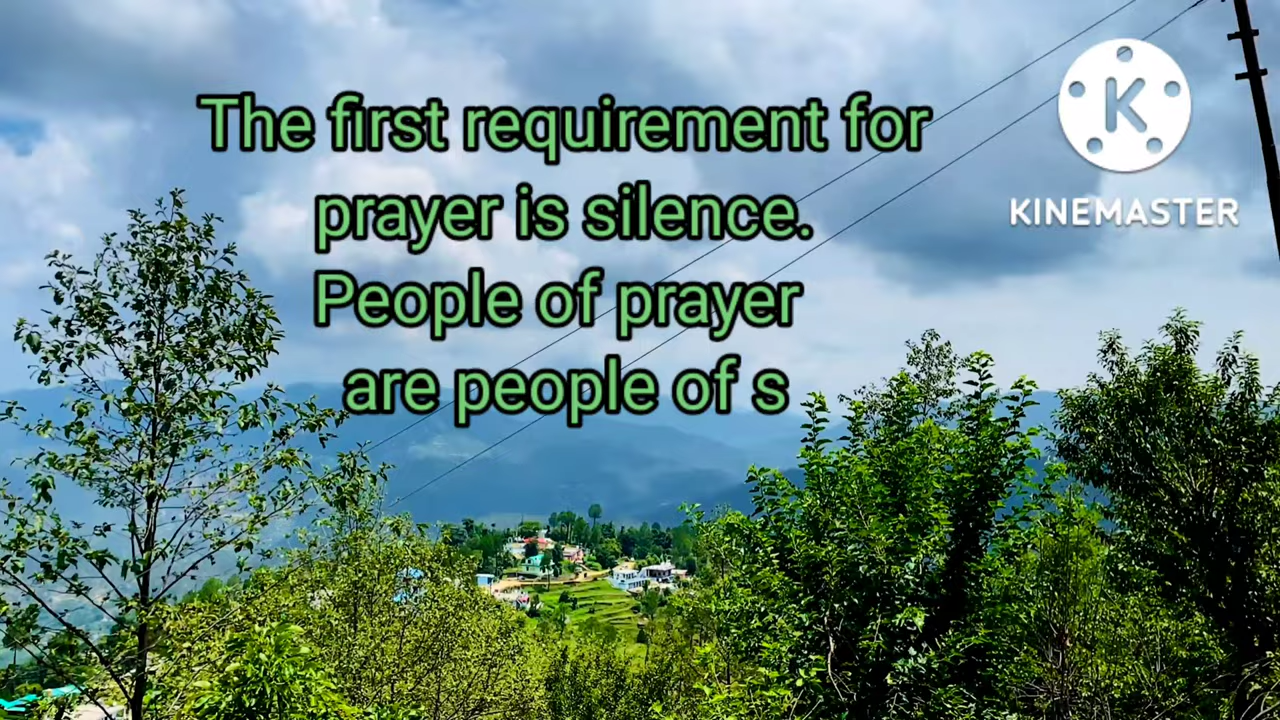 The first requirement for
prayer is silence.
People of prayer
are people of s
K
KINEMASTER